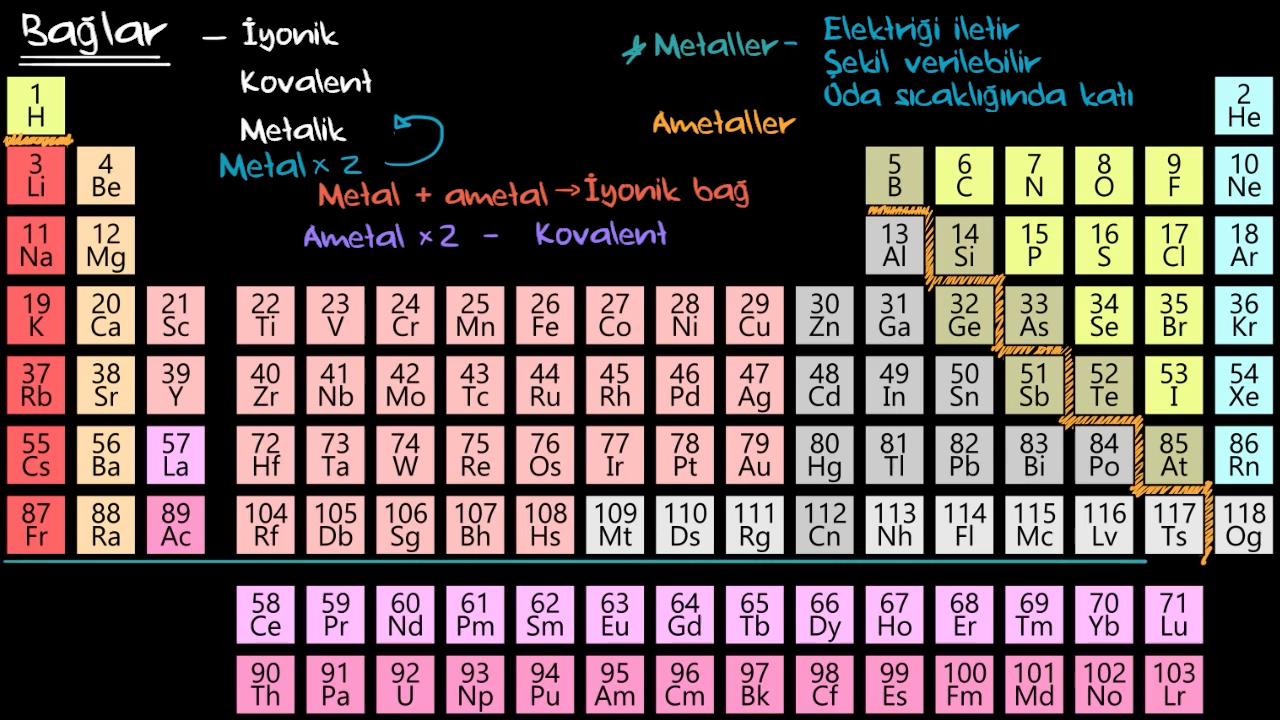 Bağlar - İyonik
Kovalent
Metalik
Metal x 2
* Metaller - Elektriği iletir
Şekil verilebilir
Oda sıcaklığında katı
Ametaller
Metal + ametal → İyonik bağ
Ametal x 2 - Kovalent
1 2
H He
3 4 5 6 7 8 9 10
Li Be B C N O F Ne
11 12 13 14 15 16 17 18
Na Mg Al Si P S Cl Ar
19 20 21 22 23 24 25 26 27 28 29 30 31 32 33 34 35 36
K Ca Sc Ti V Cr Mn Fe Co Ni Cu Zn Ga Ge As Se Br Kr
37 38 39 40 41 42 43 44 45 46 47 48 49 50 51 52 53 54
Rb Sr Y Zr Nb Mo Tc Ru Rh Pd Ag Cd In Sn Sb Te I Xe
55 56 57 72 73 74 75 76 77 78 79 80 81 82 83 84 85 86
Cs Ba La Hf Ta W Re Os Ir Pt Au Hg Tl Pb Bi Po At Rn
87 88 89 104 105 106 107 108 109 110 111 112 113 114 115 116 117 118
Fr Ra Ac Rf Db Sg Bh Hs Mt Ds Rg Cn Nh Fl Mc Lv Ts Og
58 59 60 61 62 63 64 65 66 67 68 69 70 71
Ce Pr Nd Pm Sm Eu Gd Tb Dy Ho Er Tm Yb Lu
90 91 92 93 94 95 96 97 98 99 100 101 102 103
Th Pa U Np Pu Am Cm Bk Cf Es Fm Md No Lr